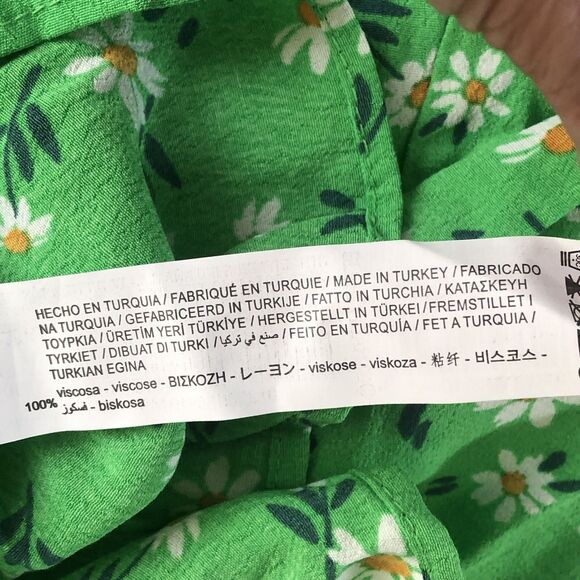 HECHO EN TURQUIA / FABRIQUÉ EN TURQUIE / MADE IN TURKEY / FABRICADO
NA TURQUIA / GEFABRICEERD IN TURKIJE / FATTO IN TURCHIA / ΚΑΤΑΣΚΕΥΗ
ΤΟΥΡΚΙΑ / ÜRETİM YERİ TÜRKİYE / HERGESTELLT IN TÜRKEI / FREMSTILLET I
TYRKIET / DIBUAT DI TURKI / صنع في تركيا / FEITO EN TURQUÍA / FET A TURQUIA /
TURKIAN EGINA
viscosa - viscose - ΒΙΣΚΟΖΗ - レーヨン - viskose - viskoza - 粘纤 - 비스코스 -
100% فسكوز - biskosa